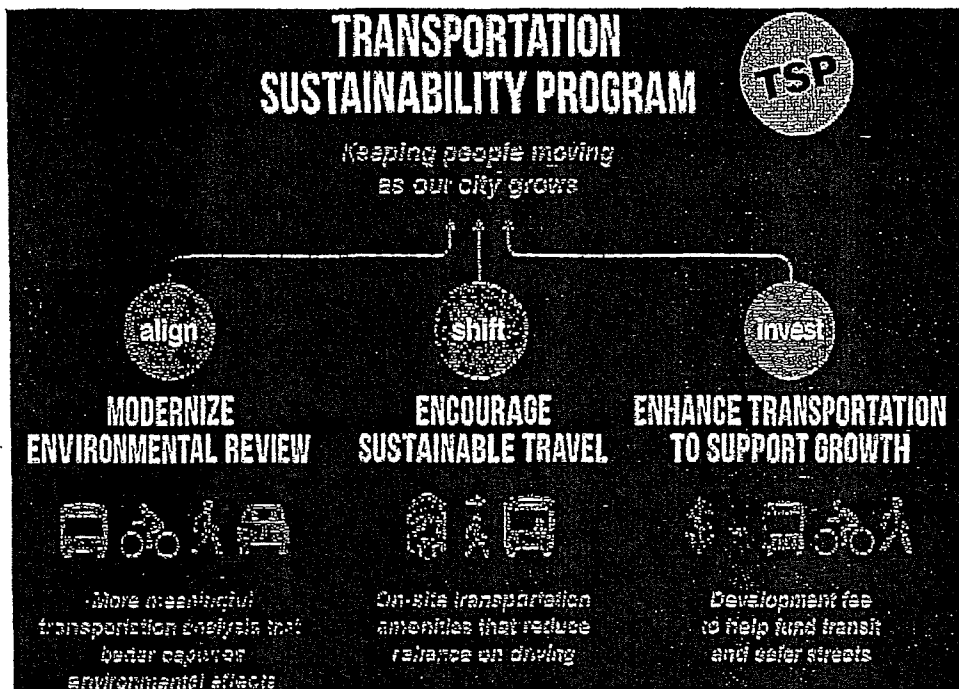 TRANSPORTATION
SUSTAINABILITY PROGRAM
TSP
Keeping people moving
as our city grows
align
shift
invest
MODERNIZE
ENVIRONMENTAL REVIEW
ENCOURAGE
SUSTAINABLE TRAVEL
ENHANCE TRANSPORTATION
TO SUPPORT GROWTH
More meaningful
transportation analysis that
better captures
environmental effects
On-site transportation
amenities that reduce
reliance on driving
Development fee
to help fund transit
and safer streets